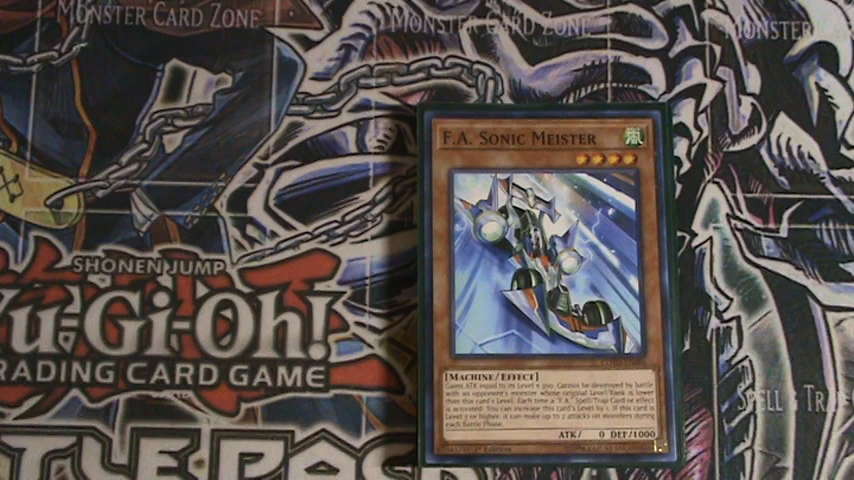 MONSTER CARD ZONE
MONSTER CARD ZONE
MONSTER
F.A. SONIC MEISTER
SHONEN JUMP
Yu-Gi-Oh!
TRADING CARD GAME
[MACHINE/EFFECT]
Gains ATK equal to its Level x 300. Cannot be destroyed by battle
with an opponent's monster whose original Level/Rank is lower
than this card's Level. Each time a "F.A." Spell/Trap Card or effect
is activated: You can increase this card's Level by 1. If this card is
Level 7 or higher, it can make up to 2 attacks on monsters during
each Battle Phase.
ATK/ 0 DEF/1000
1st Edition
SPELL & TRAP